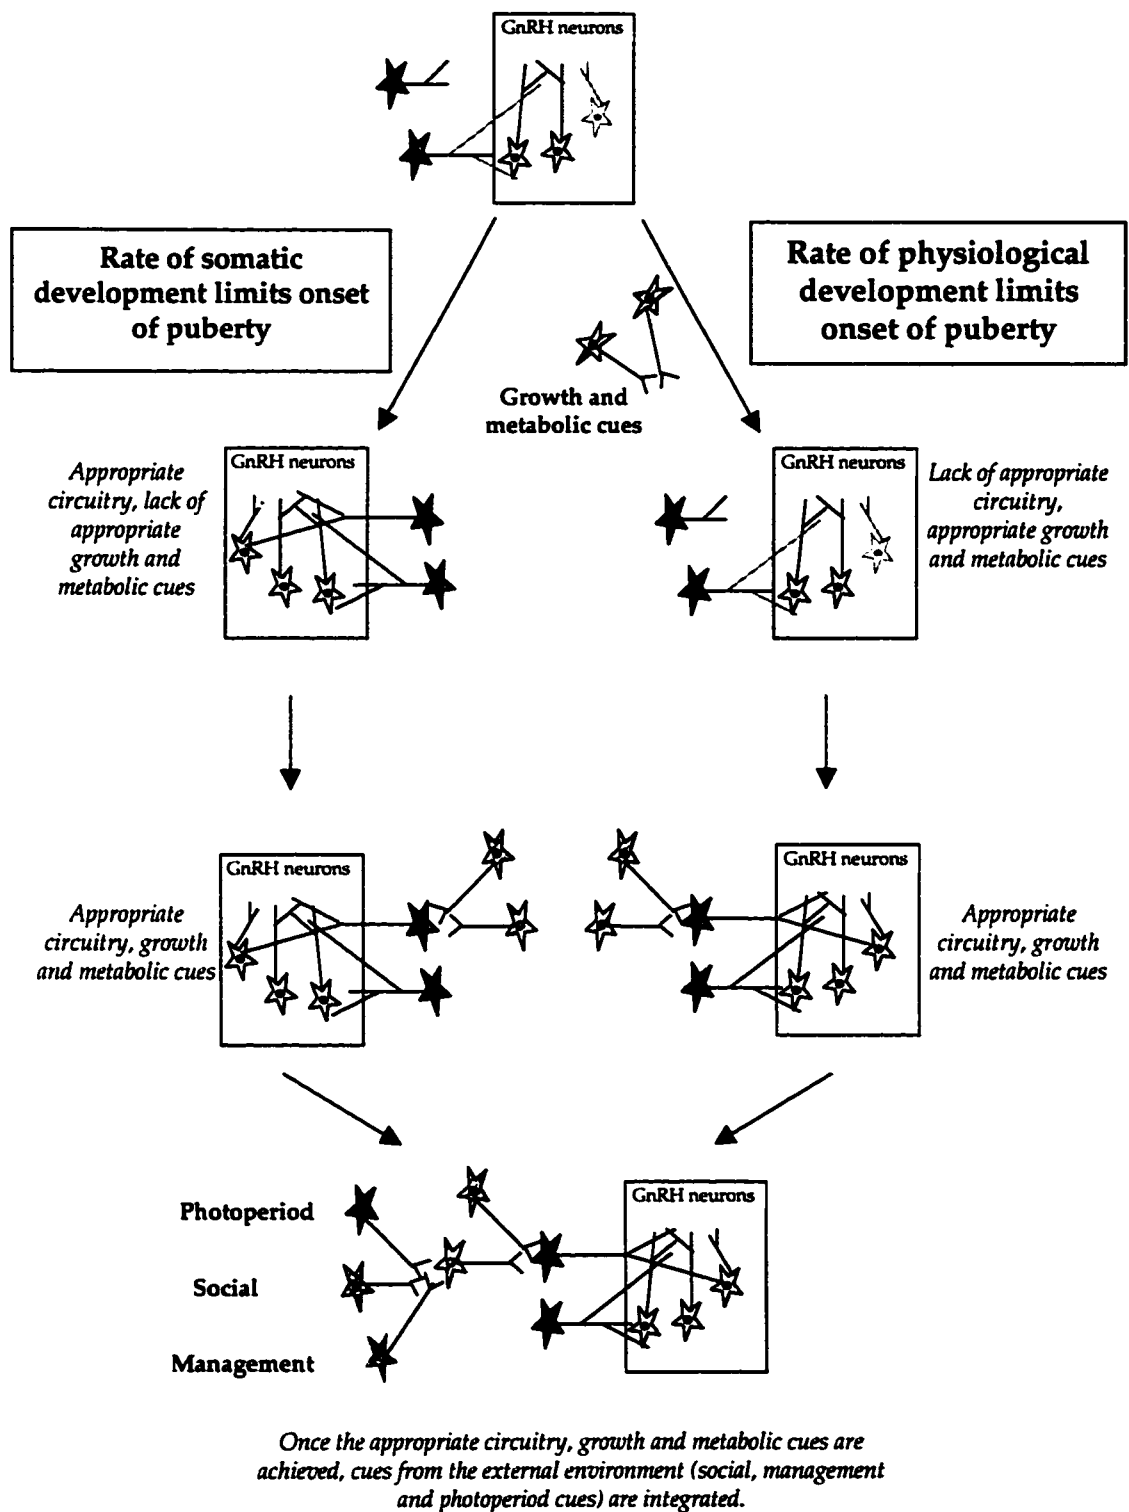 GnRH neurons
Rate of somatic
development limits onset
of puberty
Rate of physiological
development limits
onset of puberty
Growth and
metabolic cues
Appropriate
circuitry, lack of
appropriate
growth and
metabolic cues
GnRH neurons
GnRH neurons
Lack of appropriate
circuitry,
appropriate growth
and metabolic cues
Appropriate
circuitry, growth
and metabolic cues
GnRH neurons
GnRH neurons
Appropriate
circuitry, growth
and metabolic cues
Photoperiod
Social
Management
GnRH neurons
Once the appropriate circuitry, growth and metabolic cues are
achieved, cues from the external environment (social, management
and photoperiod cues) are integrated.